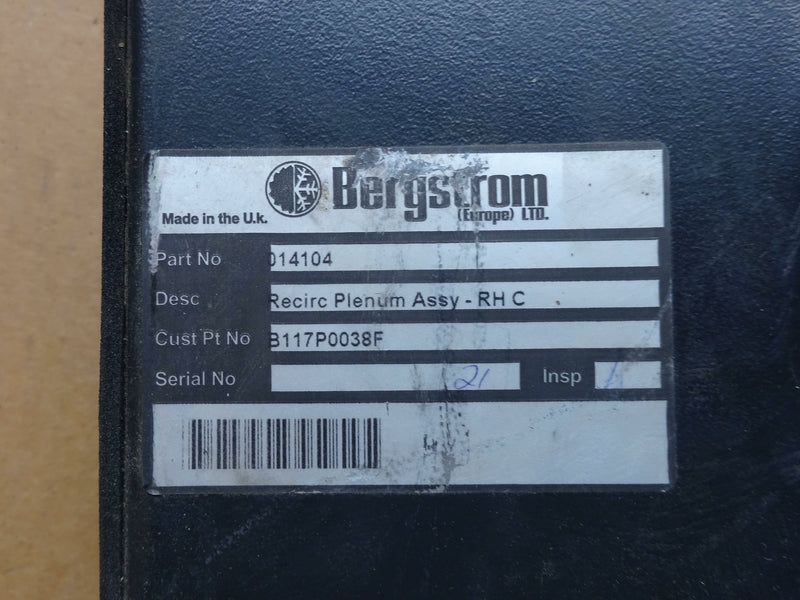 Bergstrom
(Europe) LTD.
Made in the U.k.
Part No 014104
Desc Recirc Plenum Assy - RH C
Cust Pt No B117P0038F
Serial No 21 Insp